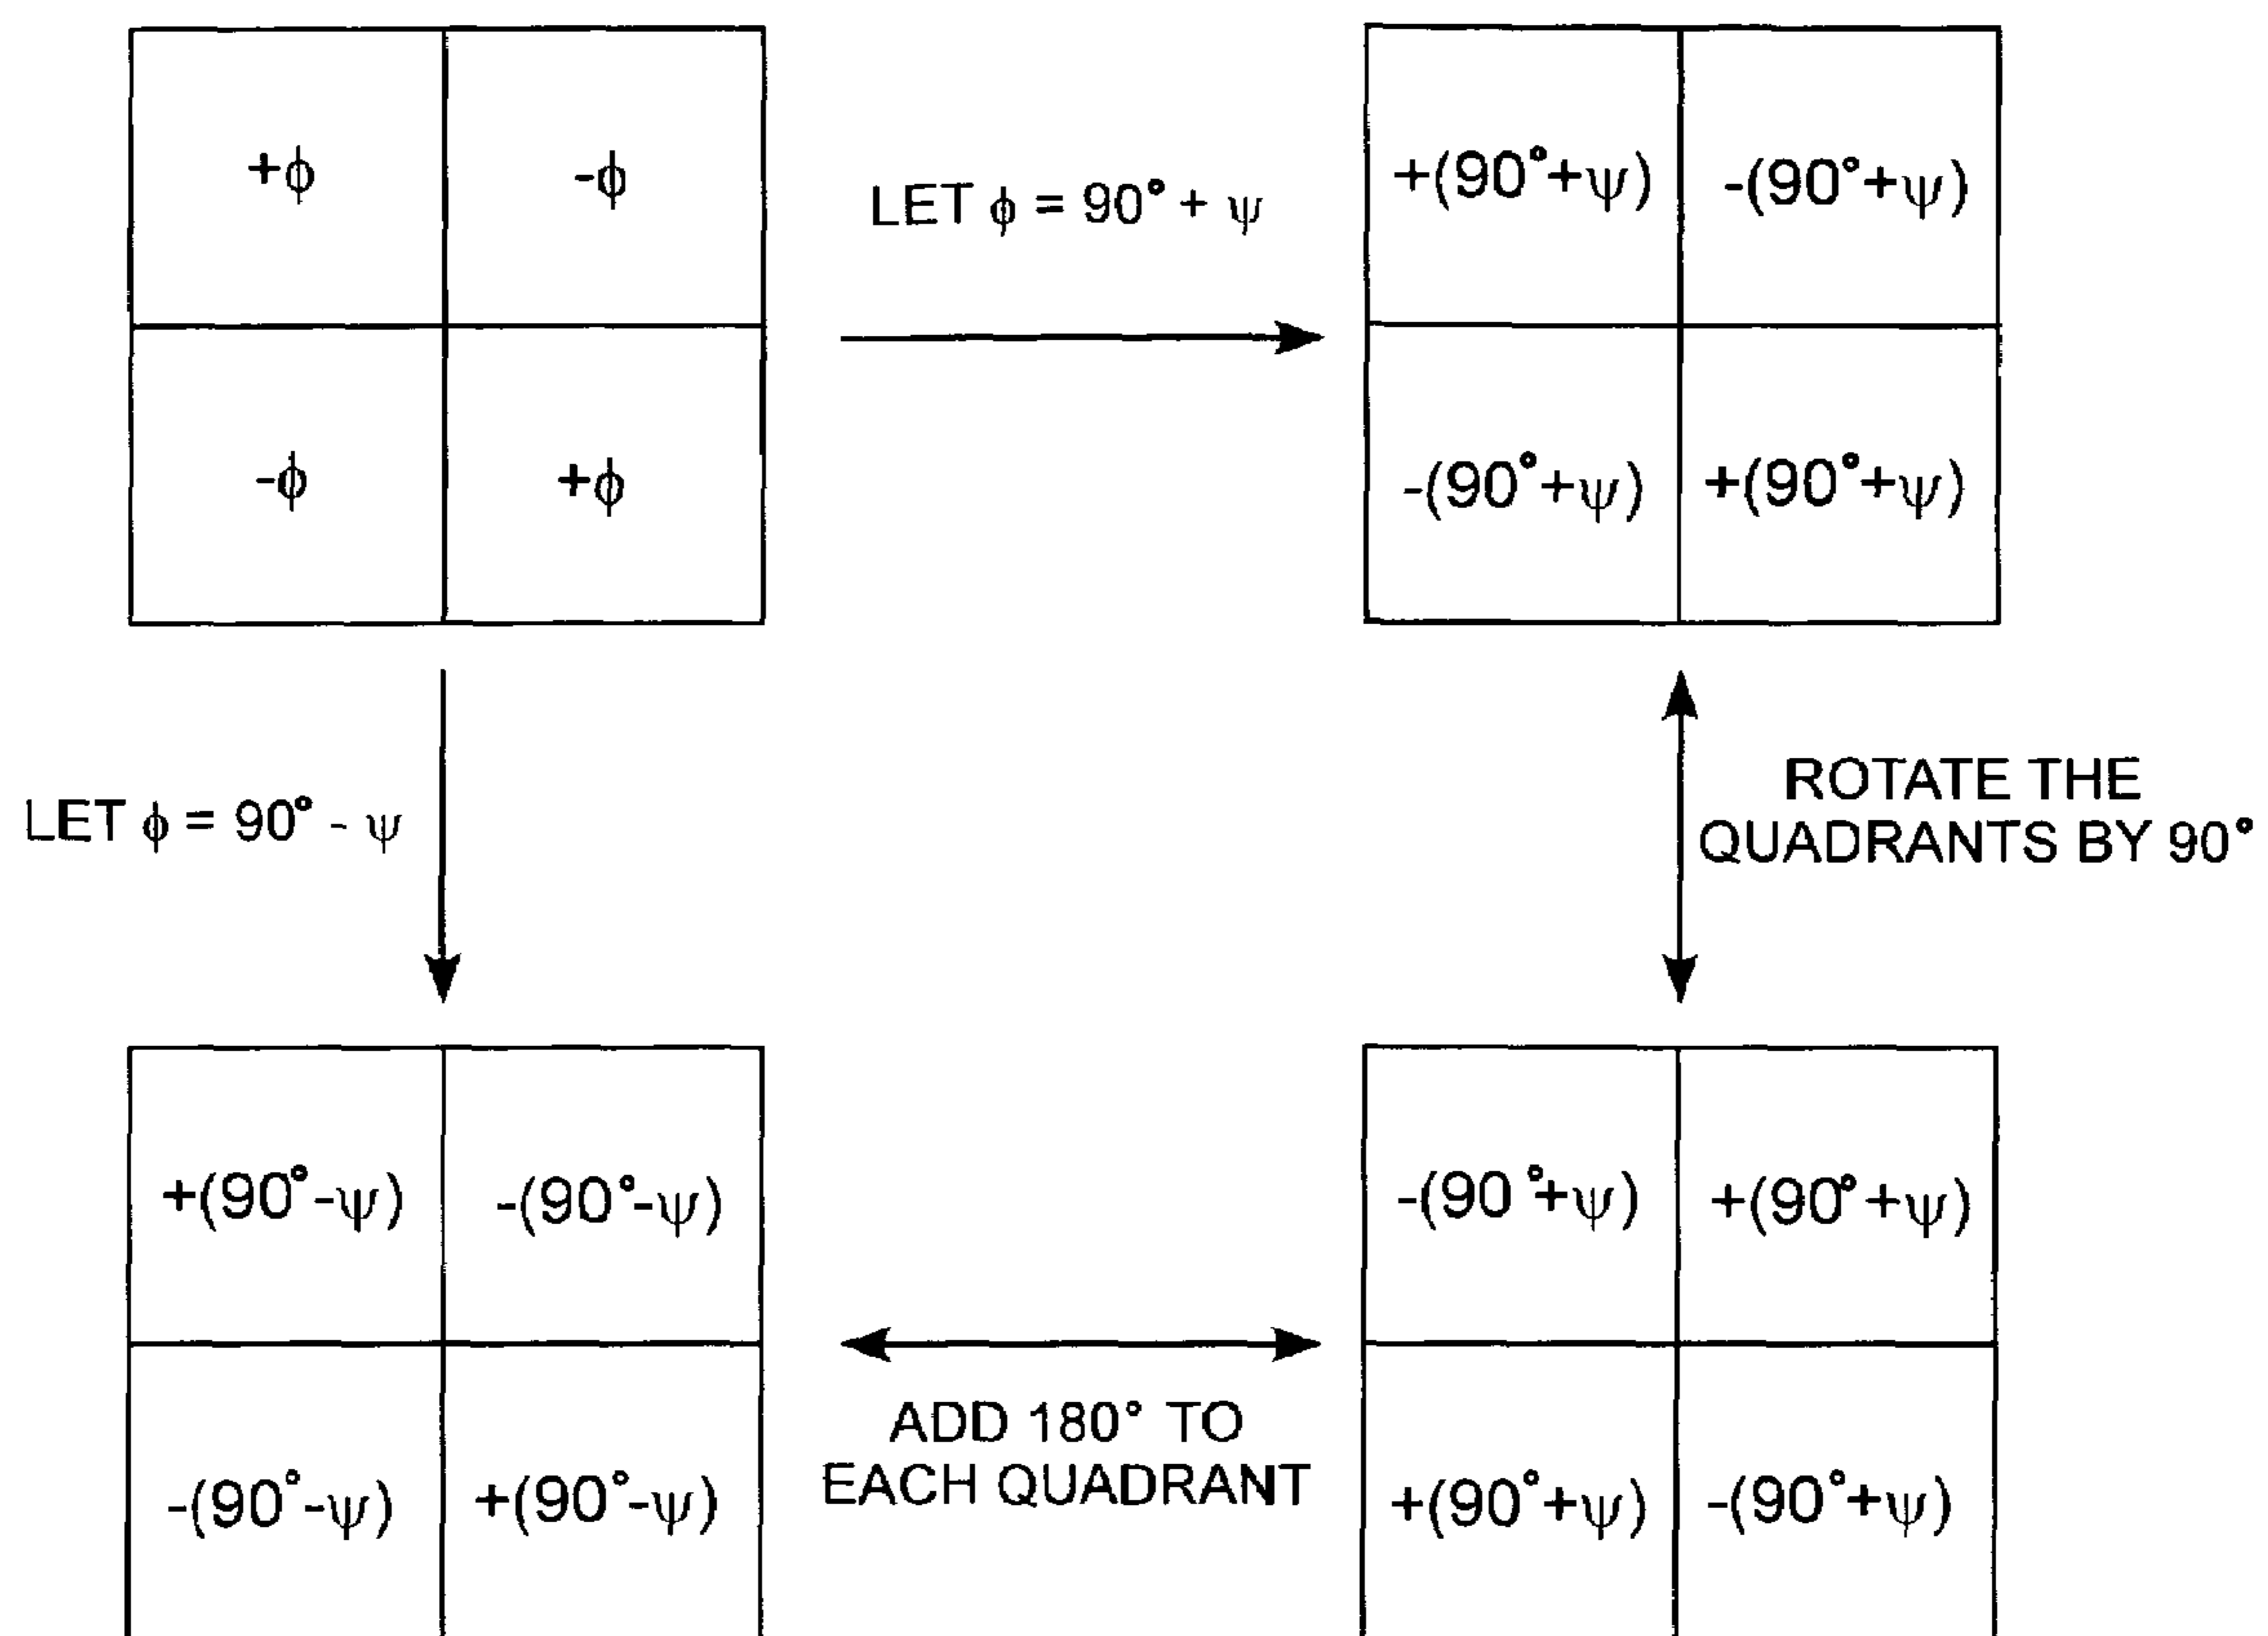 +ϕ -ϕ
-ϕ +ϕ
LET ϕ = 90° + ψ
+(90°+ψ) -(90°+ψ)
-(90°+ψ) +(90°+ψ)
LET ϕ = 90° - ψ
ROTATE THE
QUADRANTS BY 90°
+(90°-ψ) -(90°-ψ)
-(90°-ψ) +(90°-ψ)
ADD 180° TO
EACH QUADRANT
-(90°+ψ) +(90°+ψ)
+(90°+ψ) -(90°+ψ)